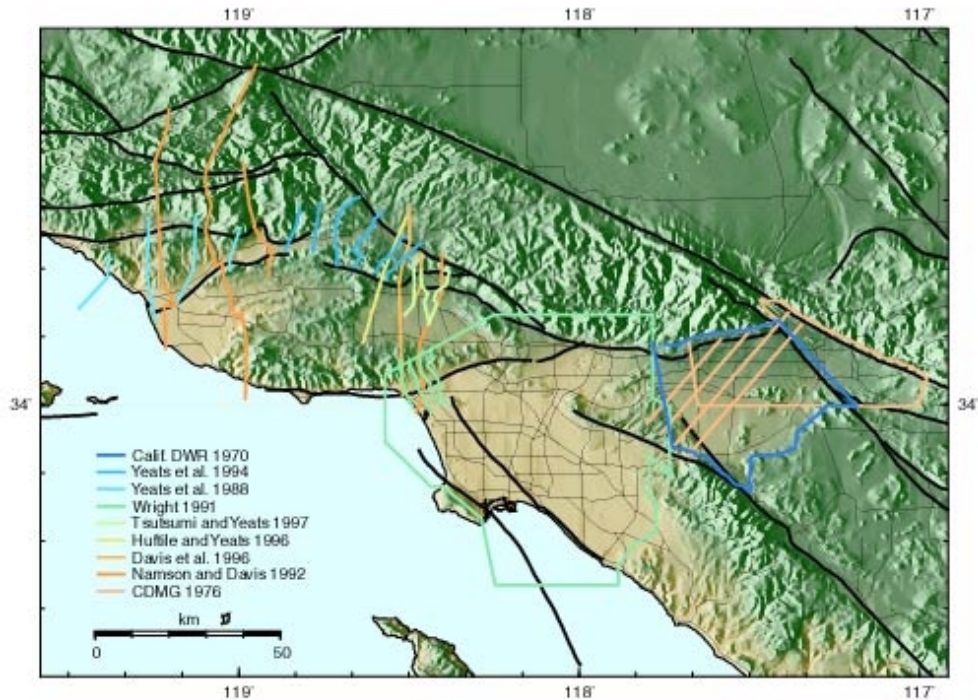 119°
118°
117°
34°
34°
Calif. DWR 1970
Yeats et al. 1994
Yeats et al. 1988
Wright 1991
Tsutsumi and Yeats 1997
Huftile and Yeats 1996
Davis et al. 1996
Namson and Davis 1992
CDMG 1976
km
0 50
119°
118°
117°